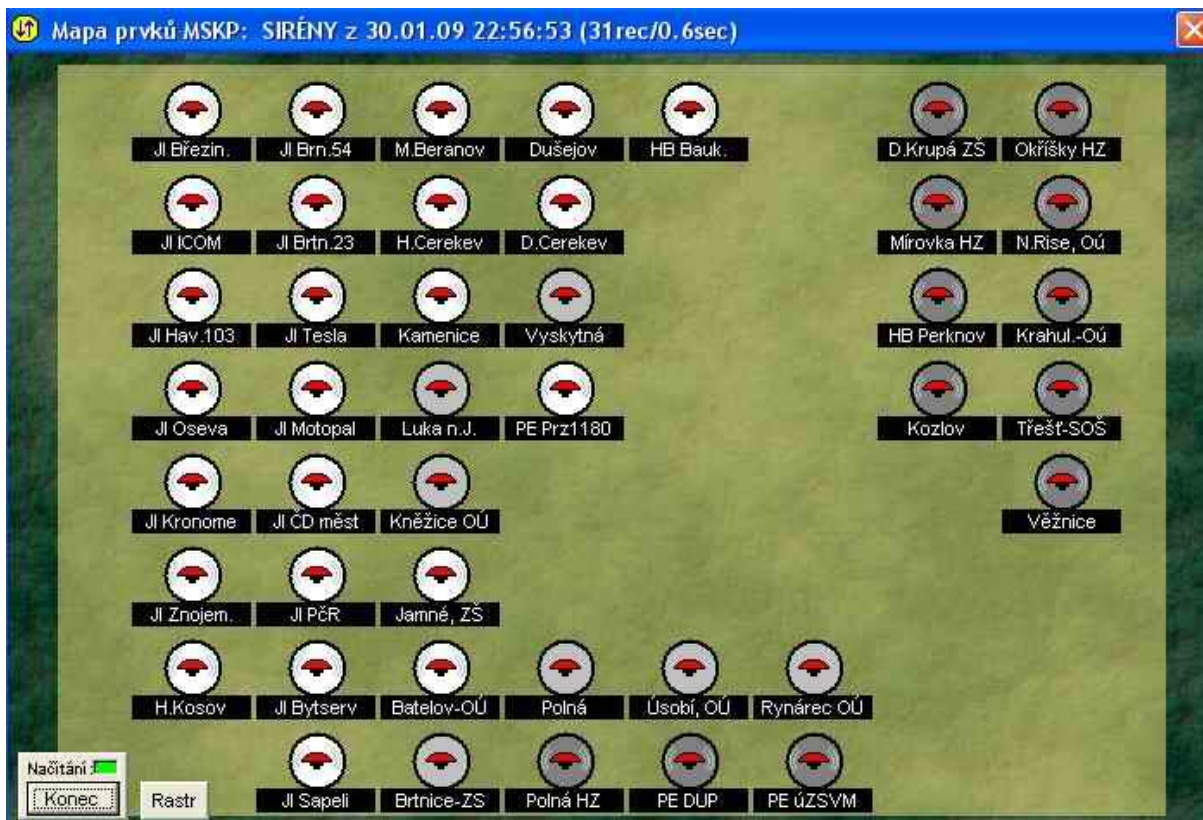 Mapa prvků MSKP: SIRÉNY z 30.01.09 22:56:53 (31rec/0.6sec)
JI Březin. JI Brn.54 M.Beranov Dušejov HB Bauk. D.Krupá ZŠ Okříšky HZ
JI ICOM JI Brtn.23 H.Cerekev D.Cerekev Mírovka HZ N.Rise, Oú
JI Hav.103 JI Tesla Kamenice Vyskytná HB Perknov Krahul.-Oú
JI Oseva JI Motopal Luka n.J. PE Prz1180 Kozlov Třešť-SOŠ
JI Kronome JI ČD měst Kněžice OÚ Věžnice
JI Znojem. JI PčR Jamné, ZŠ
H.Kosov JI Bytserv Batelov-OÚ Polná Úsobí, OÚ Rynárec OÚ
JI Sapeli Brtnice-ZS Polná HZ PE DUP PE úZSVM
Načítání:
Konec Rastr